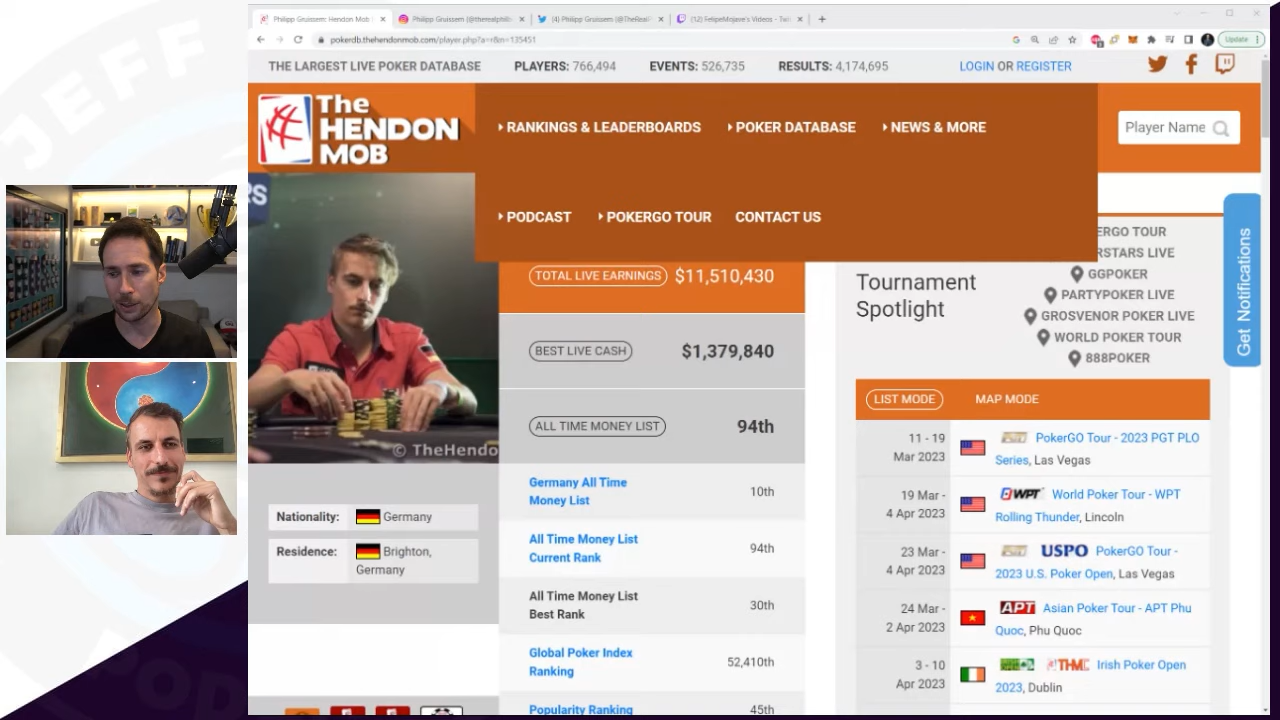 JEFF
Philipp Gruissem: Hendon Mob
Philipp Gruissem (@therealphilb
(4) Philipp Gruissem (@TheRealP
(12) FelipeMojave's Videos - Twi
pokerdb.thehendonmob.com/player.php?a=r&n=135451
Update
THE LARGEST LIVE POKER DATABASE
PLAYERS: 766,494
EVENTS: 526,735
RESULTS: 4,174,695
LOGIN OR REGISTER
The
HENDON
MOB
RANKINGS & LEADERBOARDS
POKER DATABASE
NEWS & MORE
Player Name
PODCAST
POKERGO TOUR
CONTACT US
RS
ERGO TOUR
RSTARS LIVE
GGPOKER
PARTYPOKER LIVE
GROSVENOR POKER LIVE
WORLD POKER TOUR
888POKER
Get Notifications
TOTAL LIVE EARNINGS $11,510,430
BEST LIVE CASH $1,379,840
ALL TIME MONEY LIST 94th
© TheHendo
Nationality: Germany
Residence: Brighton,
Germany
Germany All Time
Money List
10th
All Time Money List
Current Rank
94th
All Time Money List
Best Rank
30th
Global Poker Index
Ranking
52,410th
Popularity Ranking
45th
Tournament
Spotlight
LIST MODE
MAP MODE
11 - 19
Mar 2023
PokerGO Tour - 2023 PGT PLO
Series, Las Vegas
19 Mar -
4 Apr 2023
WPT World Poker Tour - WPT
Rolling Thunder, Lincoln
23 Mar -
4 Apr 2023
USPO PokerGO Tour -
2023 U.S. Poker Open, Las Vegas
24 Mar -
2 Apr 2023
APT Asian Poker Tour - APT Phu
Quoc, Phu Quoc
3 - 10
Apr 2023
THMC Irish Poker Open
2023, Dublin